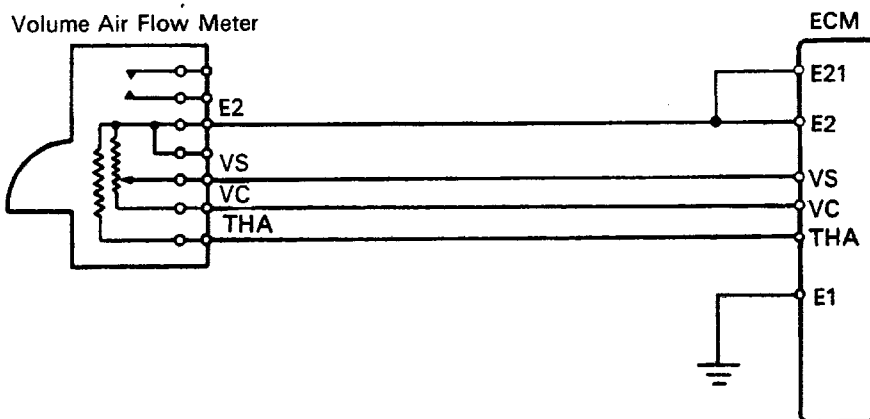 Volume Air Flow Meter
ECM
E21
E2
E2
VS
VS
VC
VC
THA
THA
E1